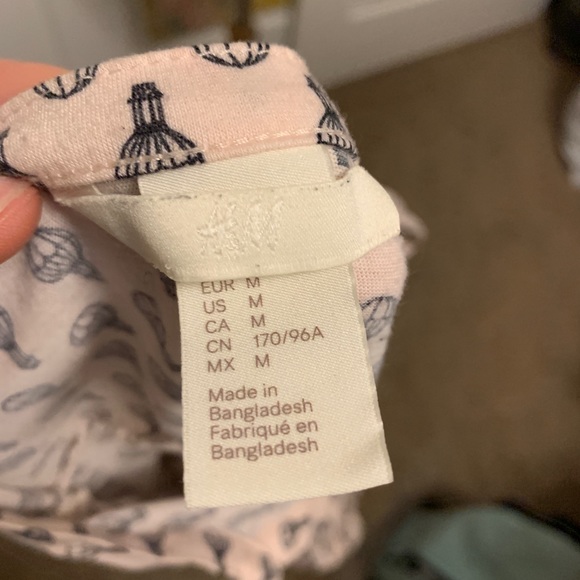 H&M
EUR M
US M
CA M
CN 170/96A
MX M
Made in
Bangladesh
Fabriqué en
Bangladesh